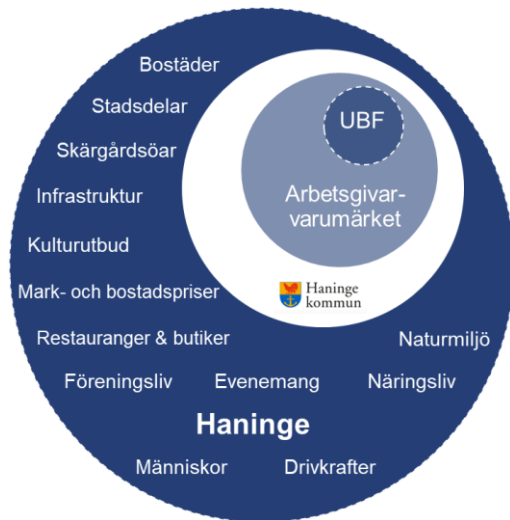 Bostäder
Stadsdelar
UBF
Skärgårdsöar
Infrastruktur
Arbetsgivar-
varumärket
Kulturutbud
Mark- och bostadspriser
Haninge
kommun
Restauranger & butiker
Naturmiljö
Föreningsliv
Evenemang
Näringsliv
Haninge
Människor
Drivkrafter